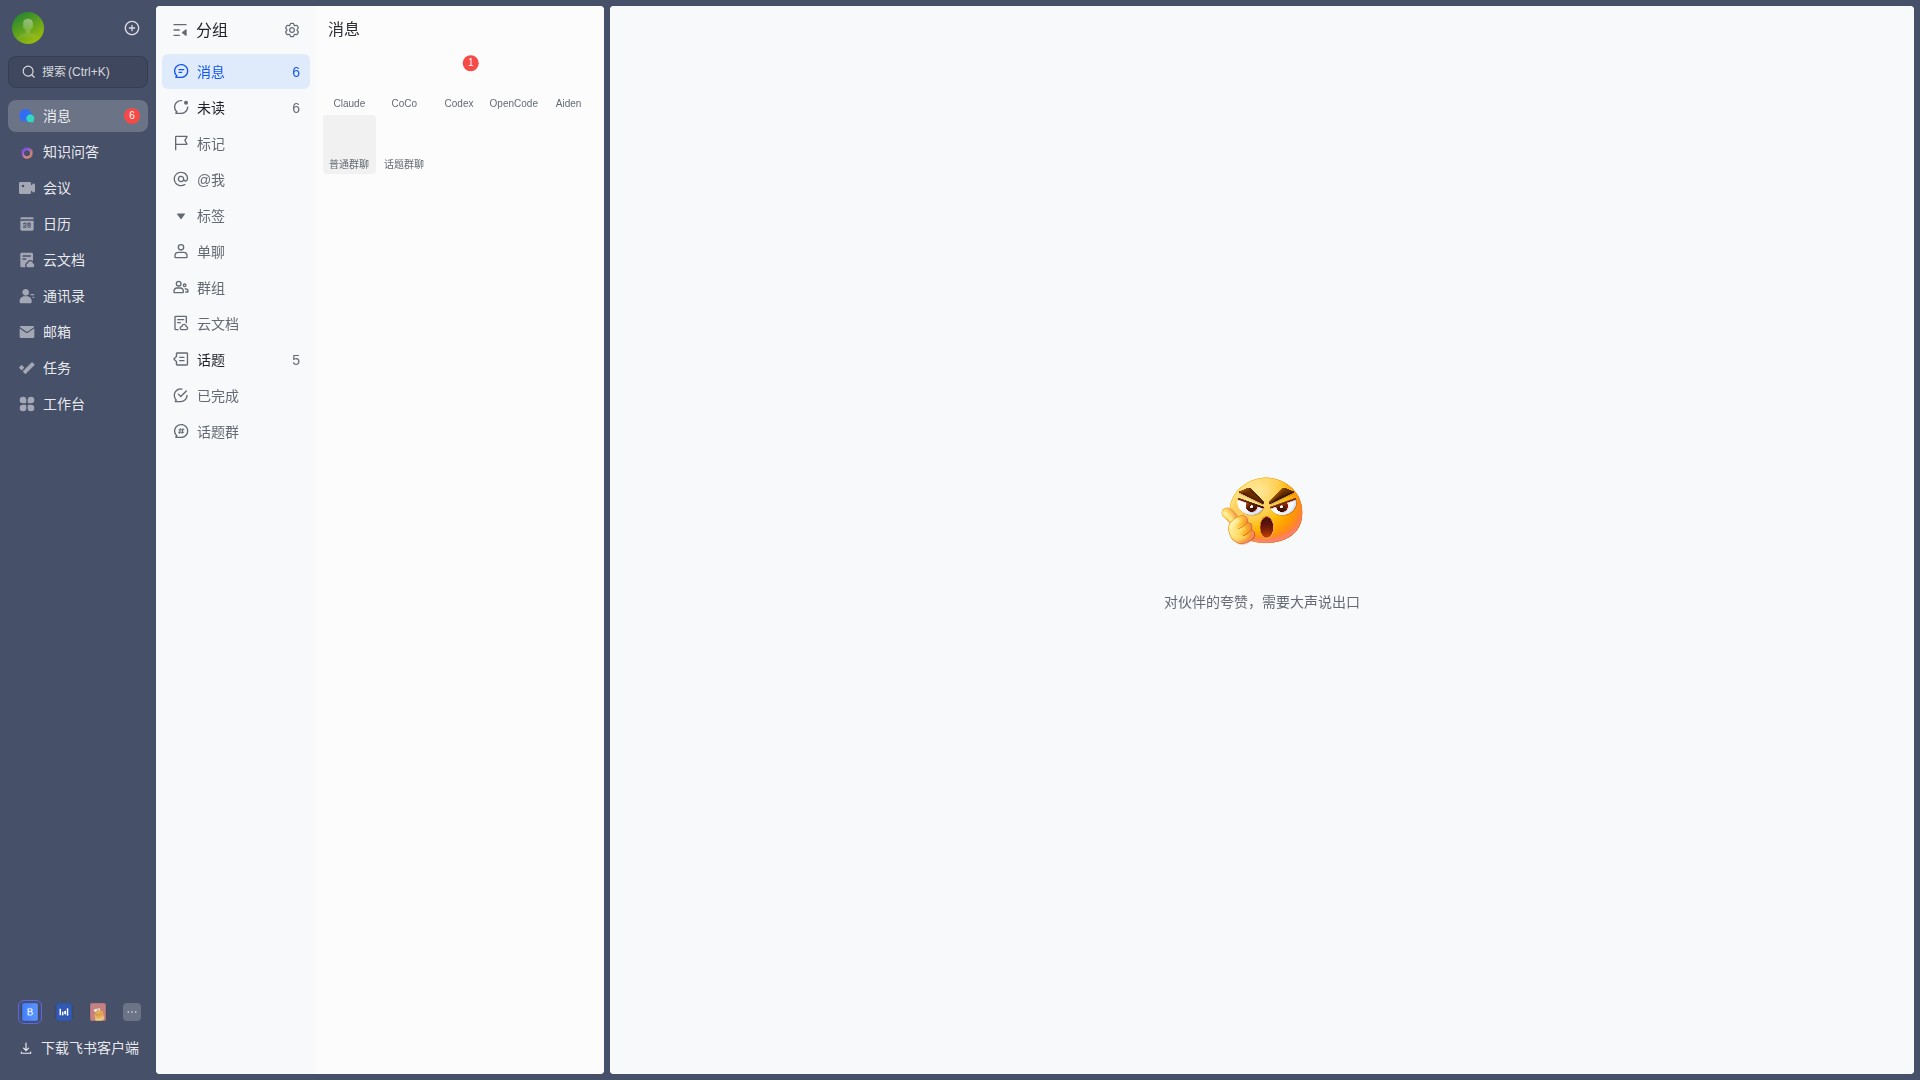 搜索 (Ctrl+K)
消息 6
知识问答
会议
日历
云文档
通讯录
邮箱
任务
工作台
B
下载飞书客户端
分组
消息 6
未读 6
标记
@我
标签
单聊
群组
云文档
话题 5
已完成
话题群
消息
1
Claude CoCo Codex OpenCode Aiden
普通群聊 话题群聊
对伙伴的夸赞，需要大声说出口